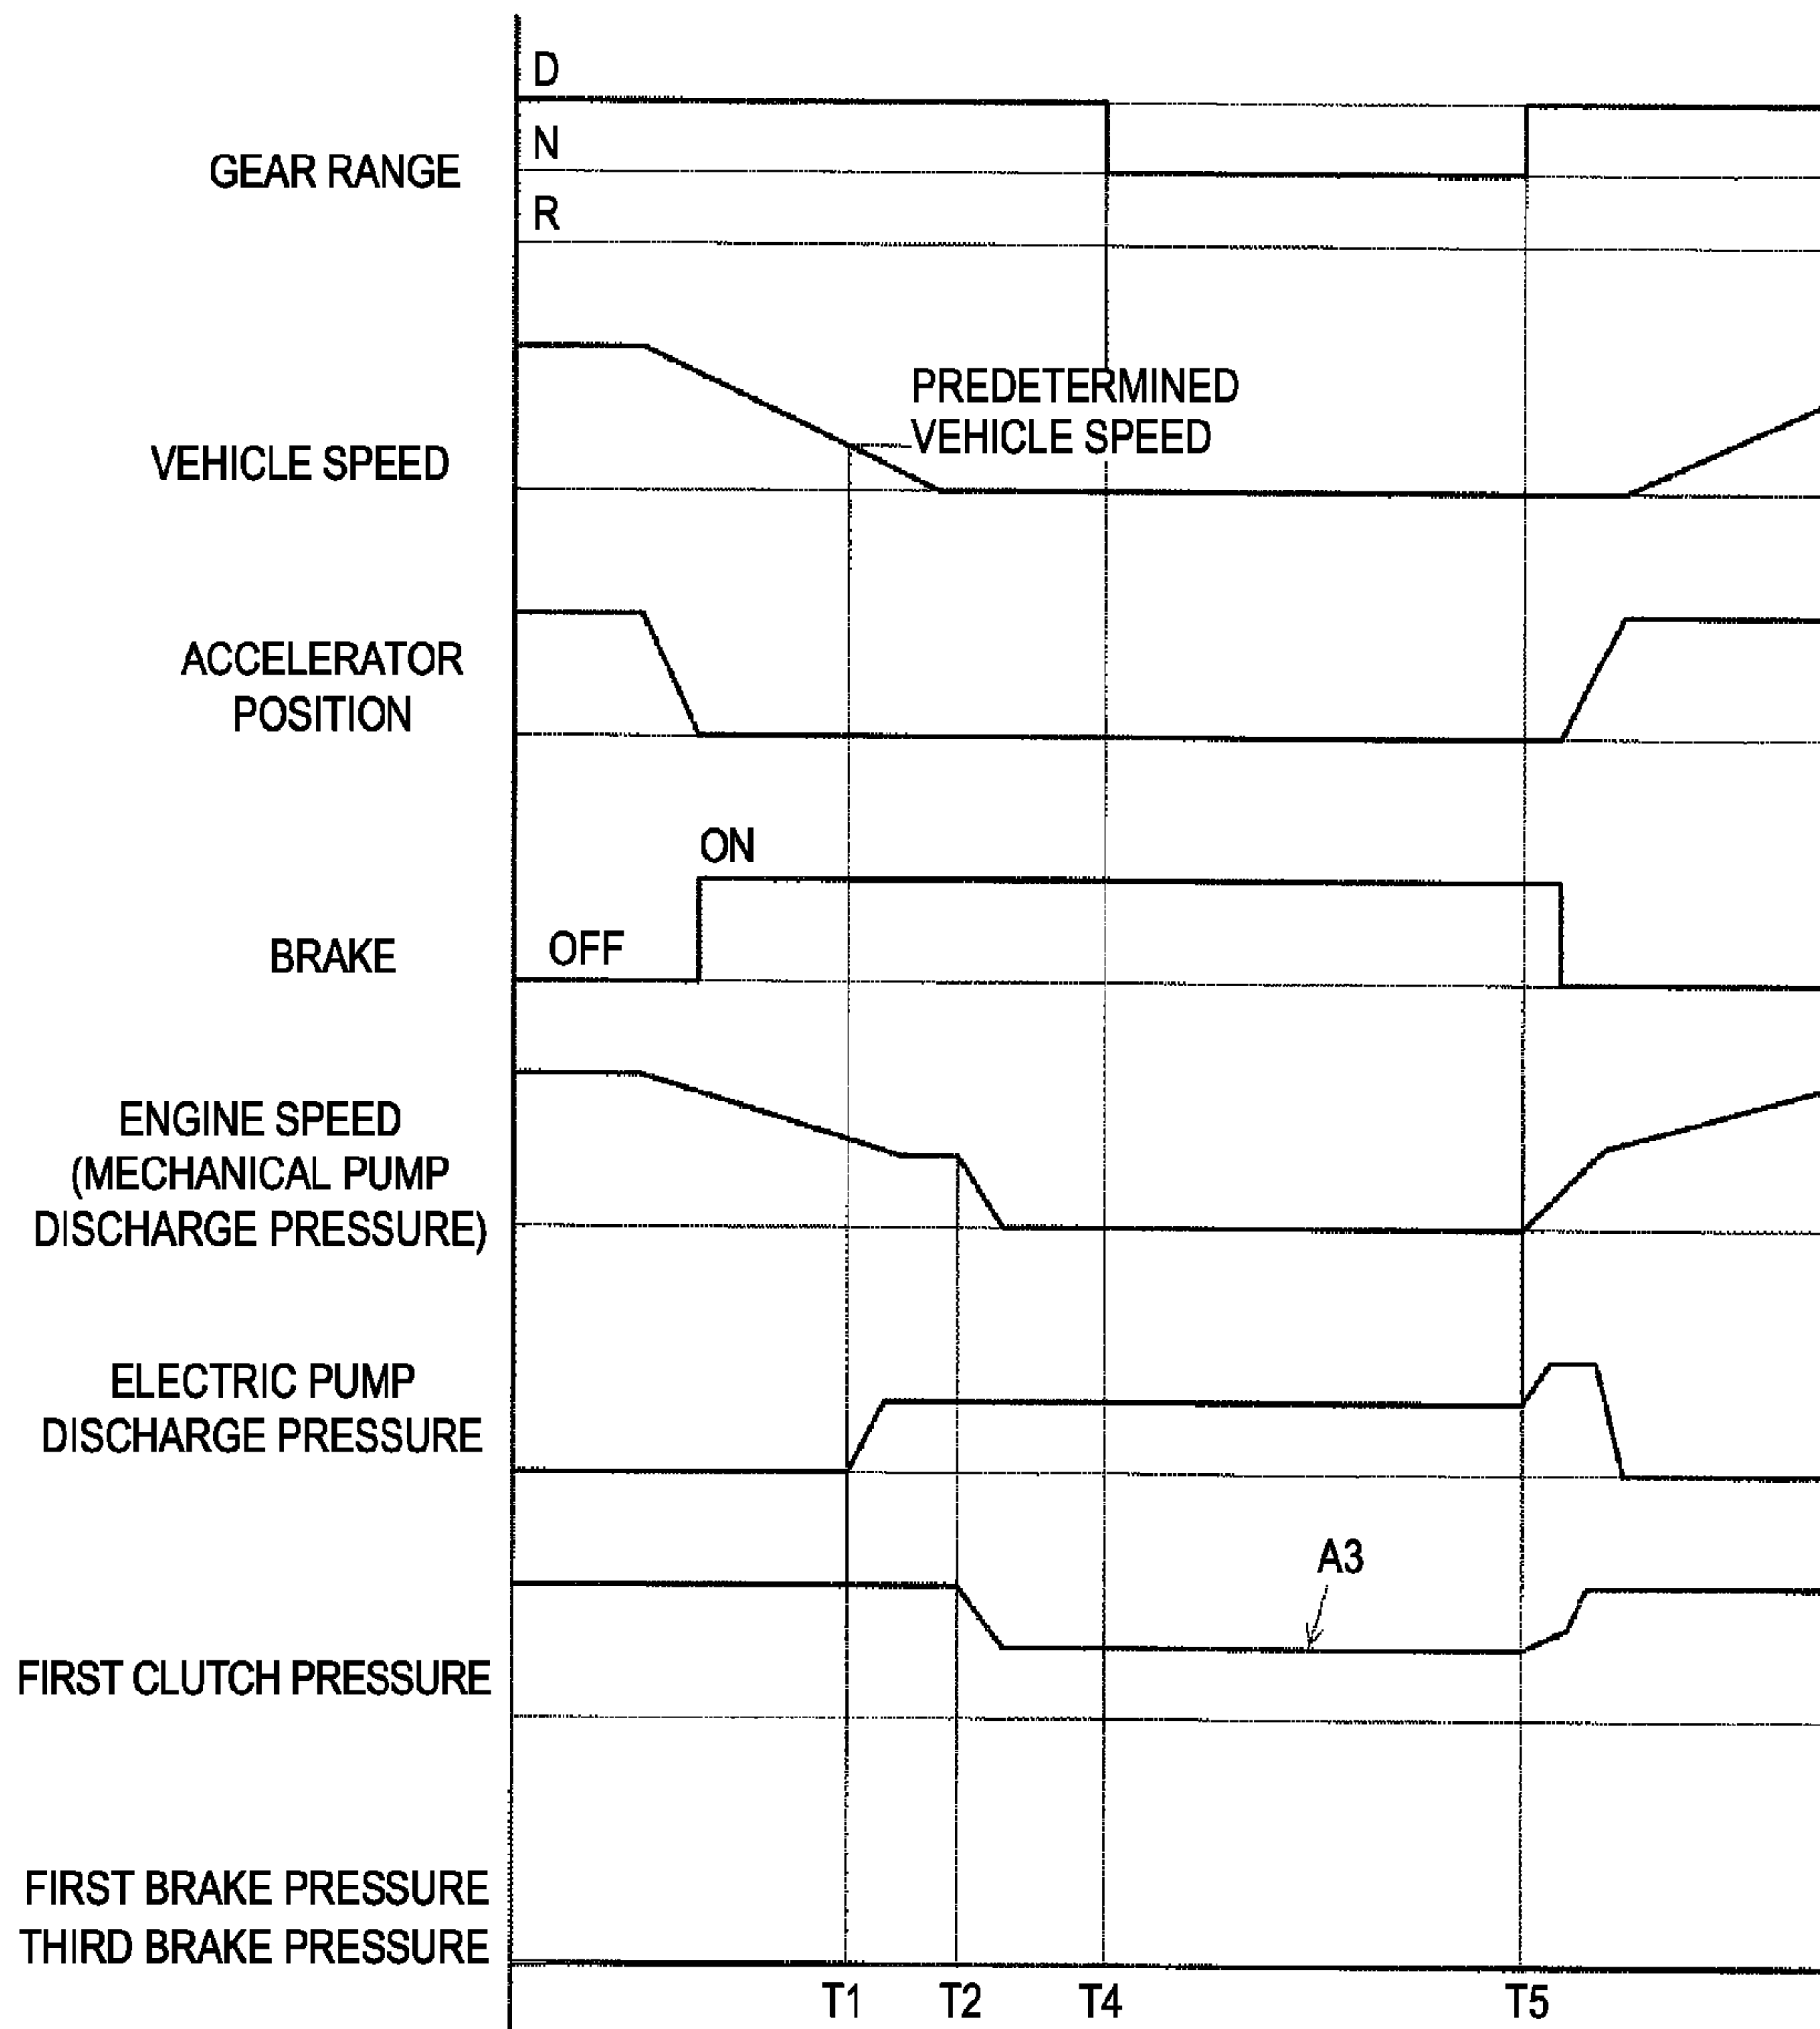 D
N
GEAR RANGE
R
PREDETERMINED
VEHICLE SPEED
VEHICLE SPEED
ACCELERATOR
POSITION
ON
BRAKE
OFF
ENGINE SPEED
(MECHANICAL PUMP
DISCHARGE PRESSURE)
ELECTRIC PUMP
DISCHARGE PRESSURE
A3
FIRST CLUTCH PRESSURE
FIRST BRAKE PRESSURE
THIRD BRAKE PRESSURE
T1 T2 T4 T5